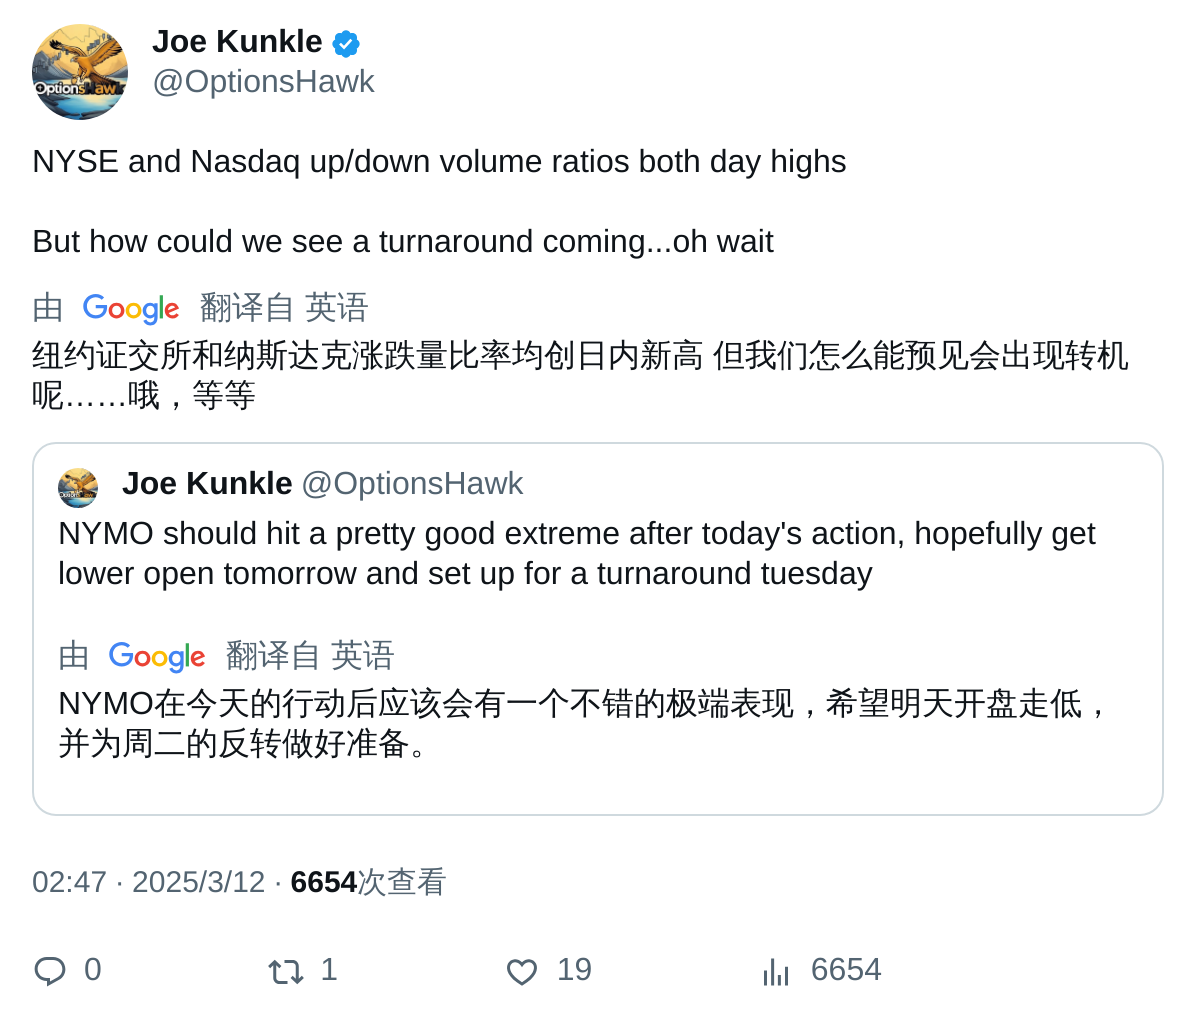 Joe Kunkle
@OptionsHawk
NYSE and Nasdaq up/down volume ratios both day highs
But how could we see a turnaround coming...oh wait
由 Google 翻译自 英语
纽约证交所和纳斯达克涨跌量比率均创日内新高 但我们怎么能预见会出现转机
呢……哦，等等
Joe Kunkle @OptionsHawk
NYMO should hit a pretty good extreme after today's action, hopefully get
lower open tomorrow and set up for a turnaround tuesday
由 Google 翻译自 英语
NYMO在今天的行动后应该会有一个不错的极端表现，希望明天开盘走低，
并为周二的反转做好准备。
02:47 · 2025/3/12 · 6654次查看
0 1 19 6654